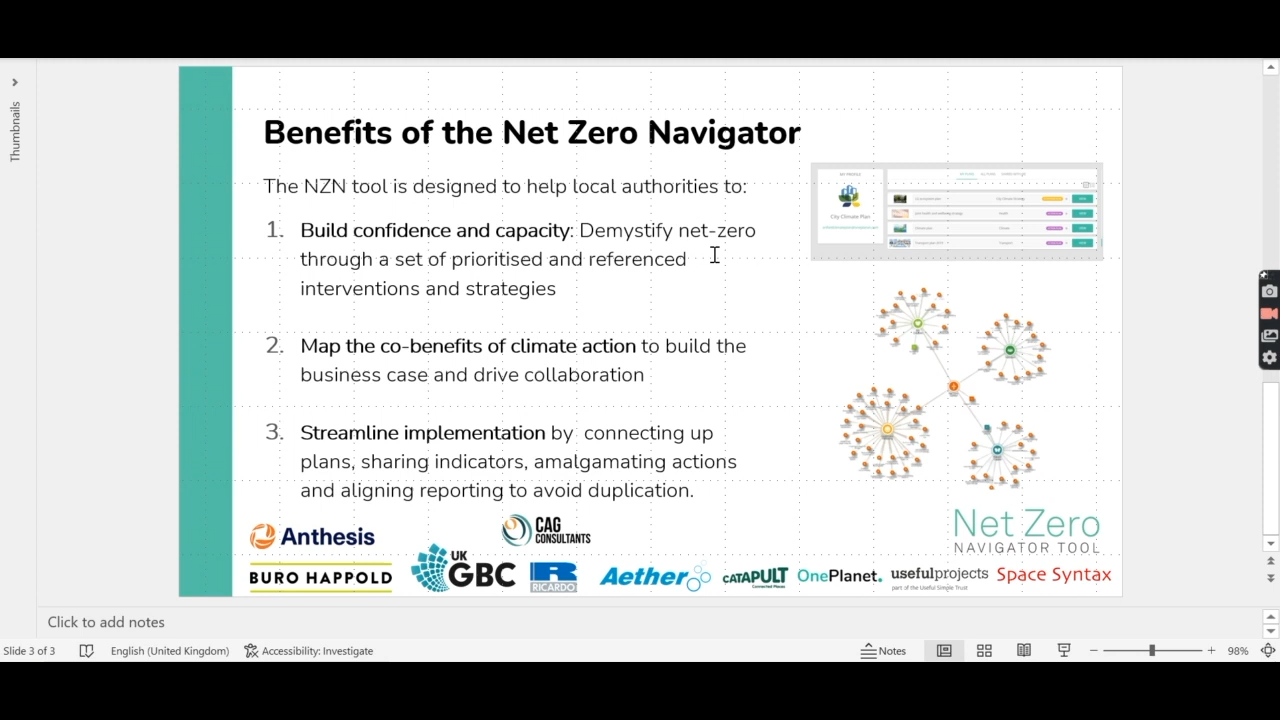 Thumbnails
Benefits of the Net Zero Navigator
The NZN tool is designed to help local authorities to:
1. Build confidence and capacity: Demystify net-zero
through a set of prioritised and referenced
interventions and strategies
2. Map the co-benefits of climate action to build the
business case and drive collaboration
3. Streamline implementation by connecting up
plans, sharing indicators, amalgamating actions
and aligning reporting to avoid duplication.
City Climate Plan
Net Zero
NAVIGATOR TOOL
Anthesis
CAG
CONSULTANTS
BURO HAPPOLD
UK
GBC
R
RICARDO
Aether
CATAPULT
Connected Places
OnePlanet.
usefulprojects
part of the Useful Simple Trust
Space Syntax
Click to add notes
Slide 3 of 3
English (United Kingdom)
Accessibility: Investigate
Notes
98%